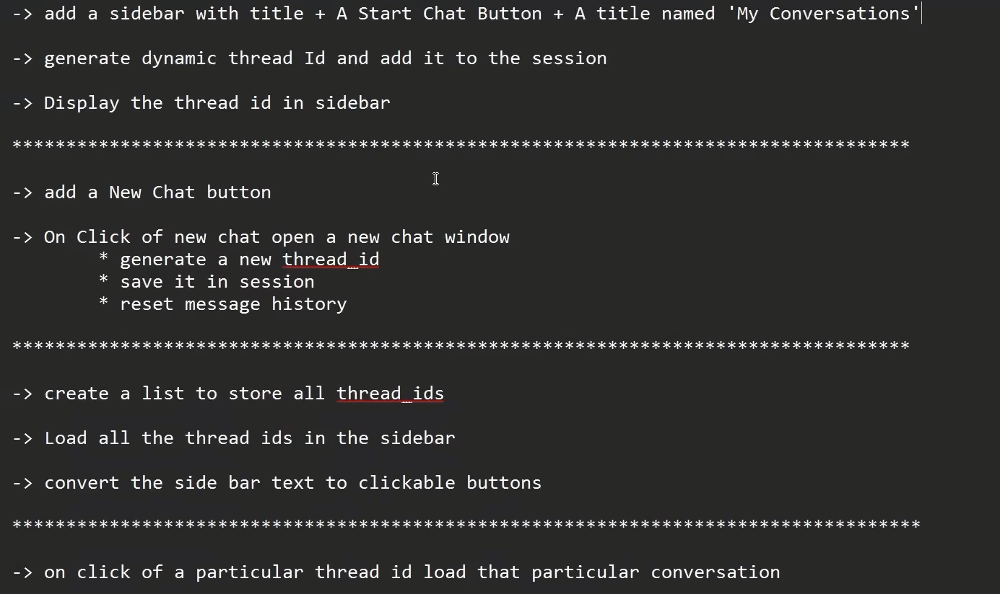 -> add a sidebar with title + A Start Chat Button + A title named 'My Conversations'
-> generate dynamic thread Id and add it to the session
-> Display the thread id in sidebar
***********************************************************************************
-> add a New Chat button
-> On Click of new chat open a new chat window
* generate a new thread_id
* save it in session
* reset message history
***********************************************************************************
-> create a list to store all thread_ids
-> Load all the thread ids in the sidebar
-> convert the side bar text to clickable buttons
************************************************************************************
-> on click of a particular thread id load that particular conversation